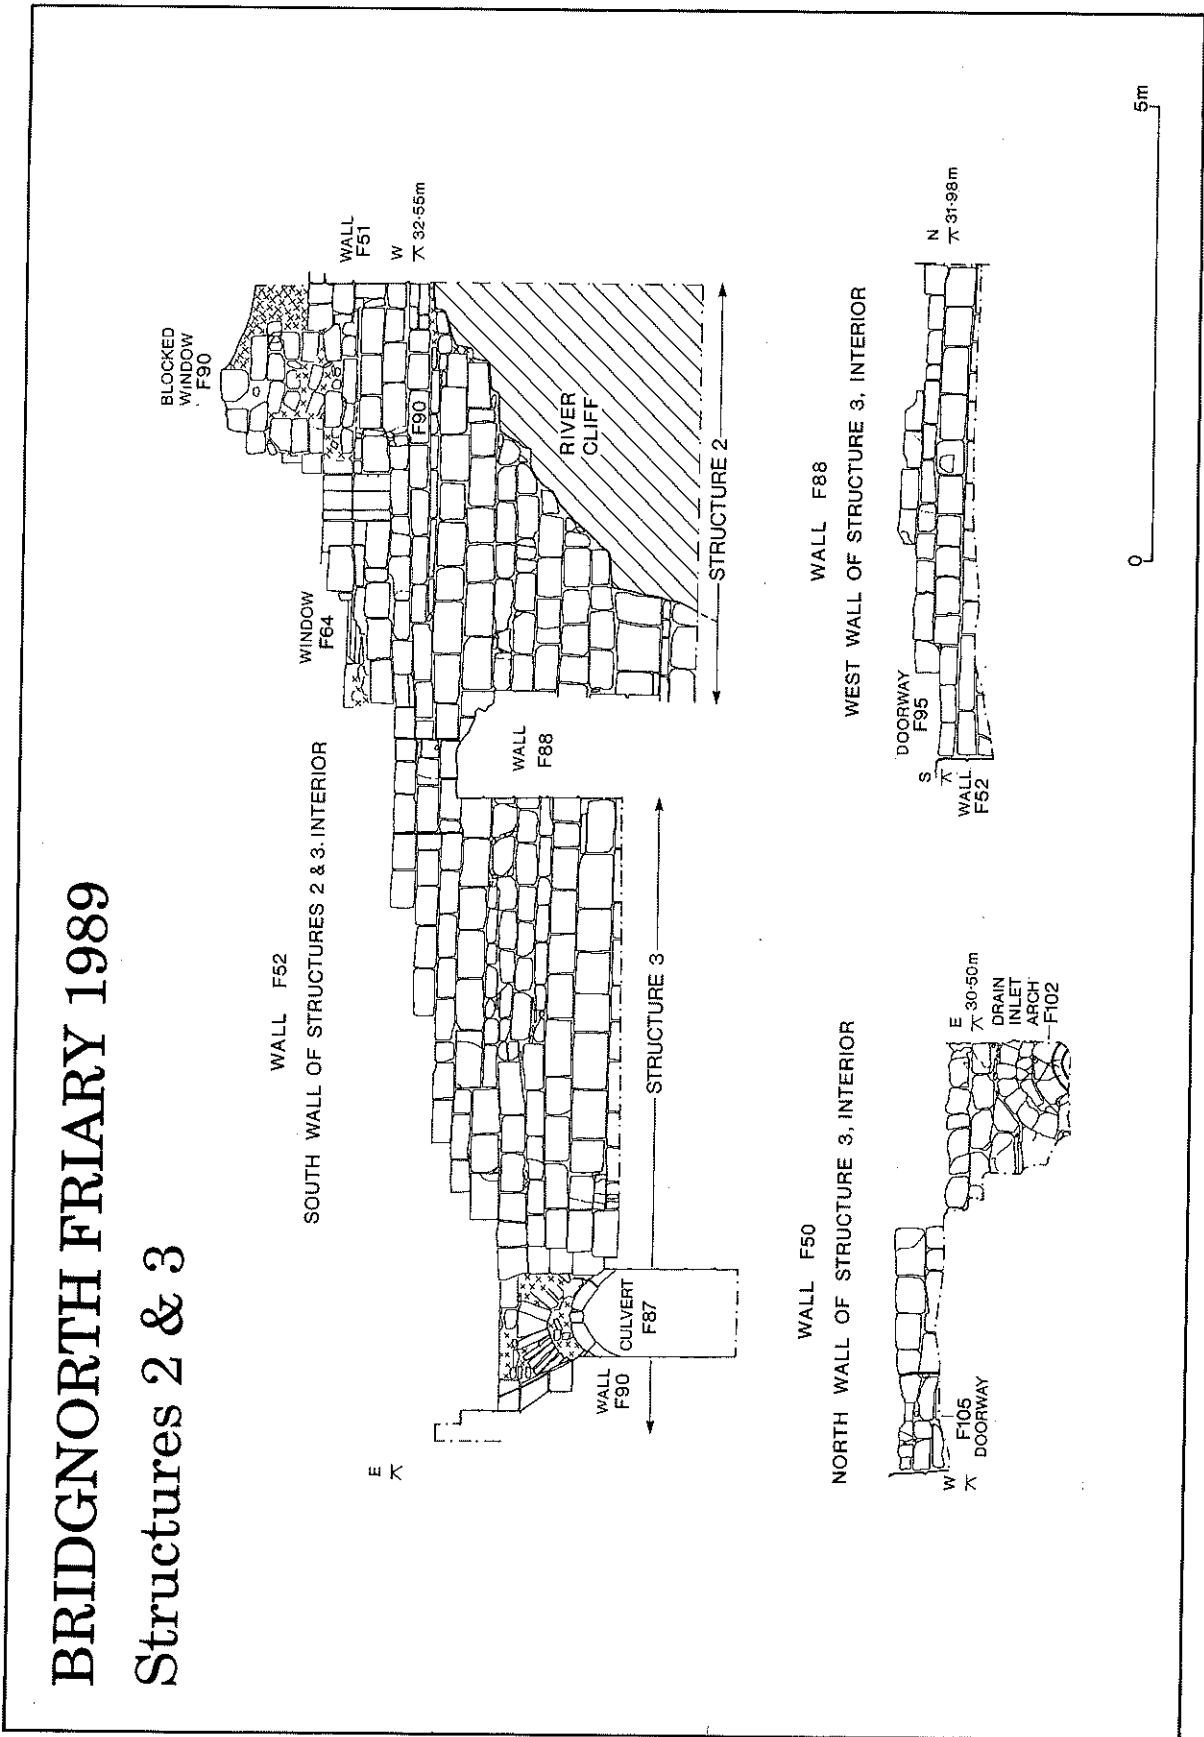 BRIDGNORTH FRIARY 1989
Structures 2 & 3
WALL F52
SOUTH WALL OF STRUCTURES 2 & 3. INTERIOR
E
WALL
F90
CULVERT
F87
STRUCTURE 3
WALL
F88
WINDOW
F64
BLOCKED
WINDOW
F90
WALL
F51
W
32·55m
F90
RIVER
CLIFF
STRUCTURE 2
WALL F50
NORTH WALL OF STRUCTURE 3, INTERIOR
W
F105
DOORWAY
E
30·50m
DRAIN
INLET
ARCH
F102
WALL F88
WEST WALL OF STRUCTURE 3, INTERIOR
S
WALL
F52
DOORWAY
F95
N
31·98m
0
5m